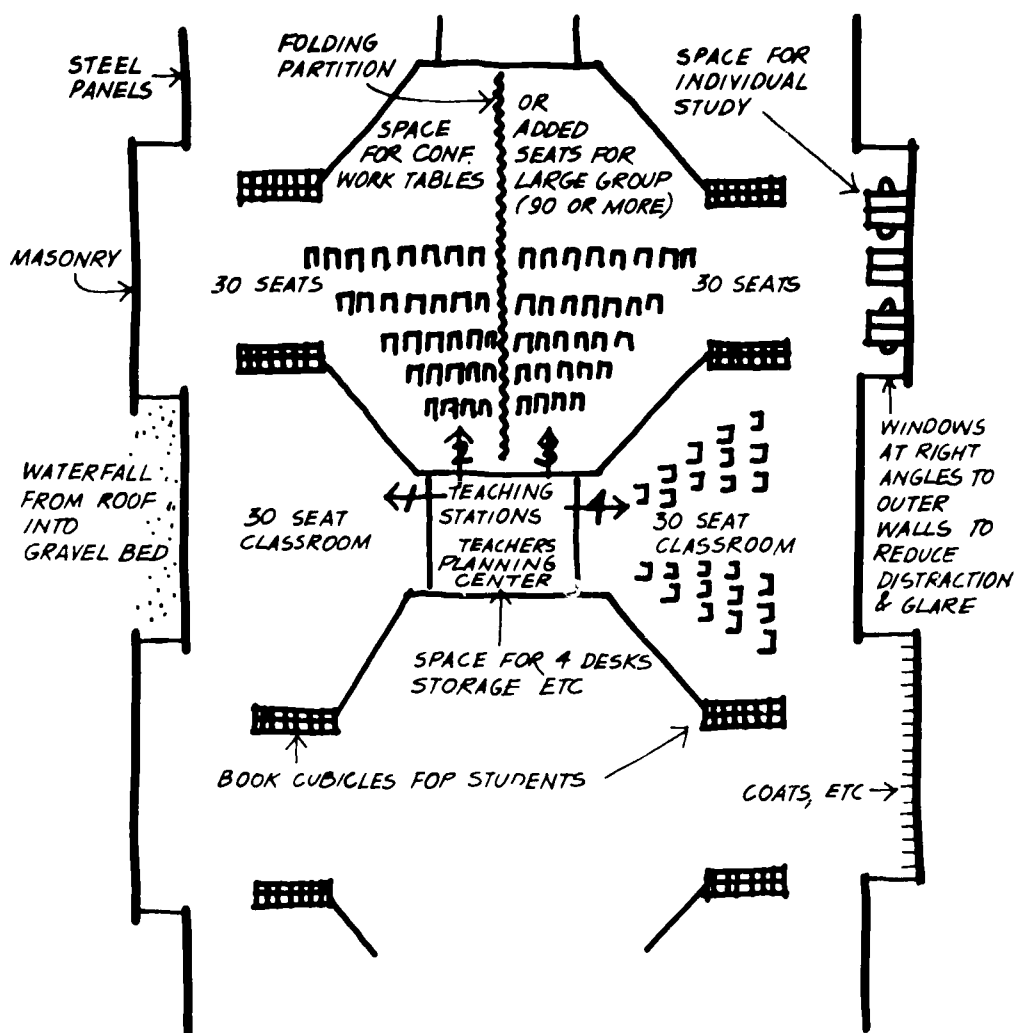 FOLDING
PARTITION
STEEL
PANELS
SPACE FOR
INDIVIDUAL
STUDY
SPACE
FOR CONF.
WORK TABLES
OR
ADDED
SEATS FOR
LARGE GROUP
(90 OR MORE)
MASONRY
30 SEATS
30 SEATS
WATERFALL
FROM ROOF
INTO
GRAVEL BED
30 SEAT
CLASSROOM
1
2
3
4
TEACHING
STATIONS
TEACHERS
PLANNING
CENTER
30 SEAT
CLASSROOM
WINDOWS
AT RIGHT
ANGLES TO
OUTER
WALLS TO
REDUCE
DISTRACTION
& GLARE
SPACE FOR 4 DESKS
STORAGE ETC
BOOK CUBICLES FOP STUDENTS
COATS, ETC